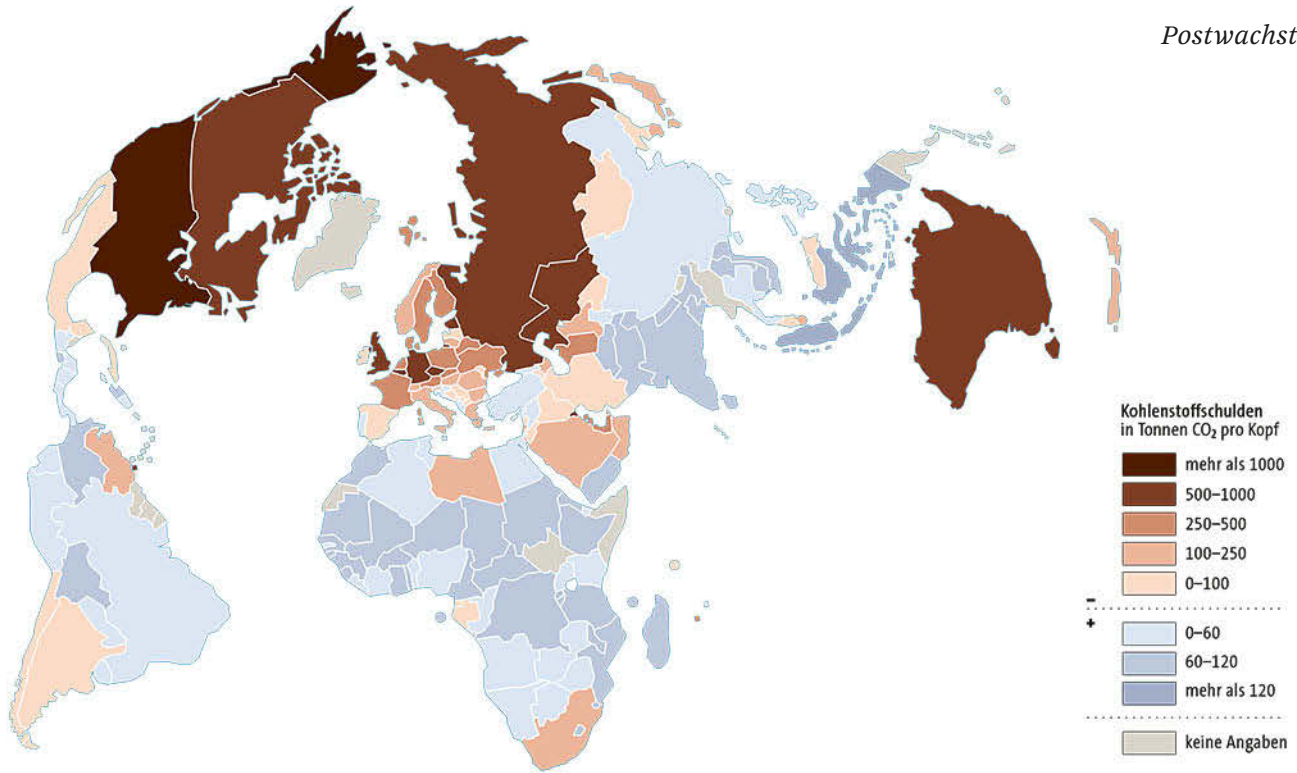 Postwachst
Kohlenstoffschulden
in Tonnen CO₂ pro Kopf
mehr als 1000
500–1000
250–500
100–250
0–100
–
+
0–60
60–120
mehr als 120
keine Angaben